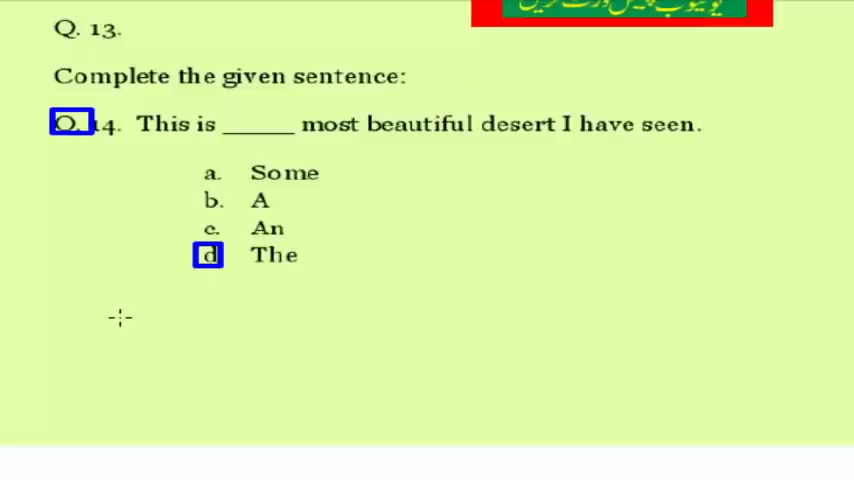 Q. 13.
Complete the given sentence:
Q. 14. This is ______ most beautiful desert I have seen.
a. Some
b. A
c. An
d The